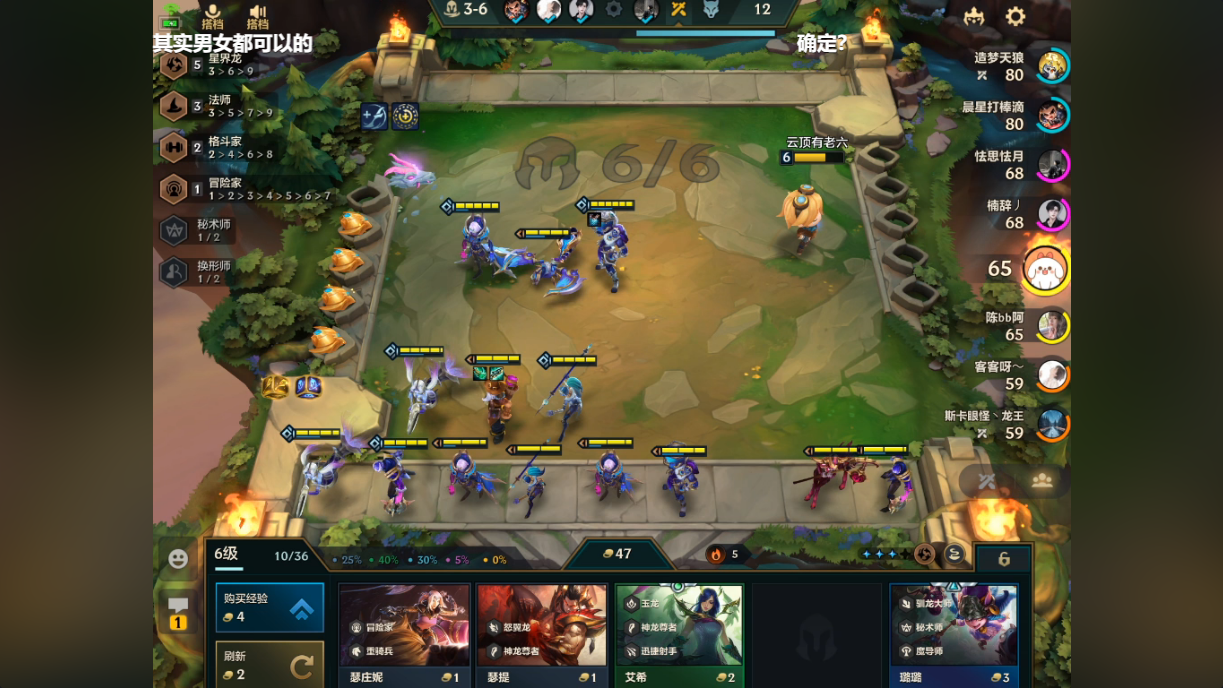 3-6
12
搭档
搭档
其实男女都可以的
确定?
5 星界龙
3 > 6 > 9
3 法师
3 > 5 > 7 > 9
2 格斗家
2 > 4 > 6 > 8
1 冒险家
1 > 2 > 3 > 4 > 5 > 6 > 7
秘术师
1 / 2
换形师
1 / 2
6/6
云顶有老六
6
造梦天狼
80
晨星打棒滴
80
怯思怯月
68
楠辞丿
68
65
陈bb阿
65
客客呀~
59
斯卡眼怪丶龙王
59
6级
10/36
25% 40% 30% 5% 0%
47
5
6
购买经验
4
刷新
2
1
冒险家
重骑兵
瑟庄妮
1
怒翼龙
神龙尊者
瑟提
1
玉龙
神龙尊者
迅捷射手
艾希
2
驯龙大师
秘术师
魔导师
璐璐
3